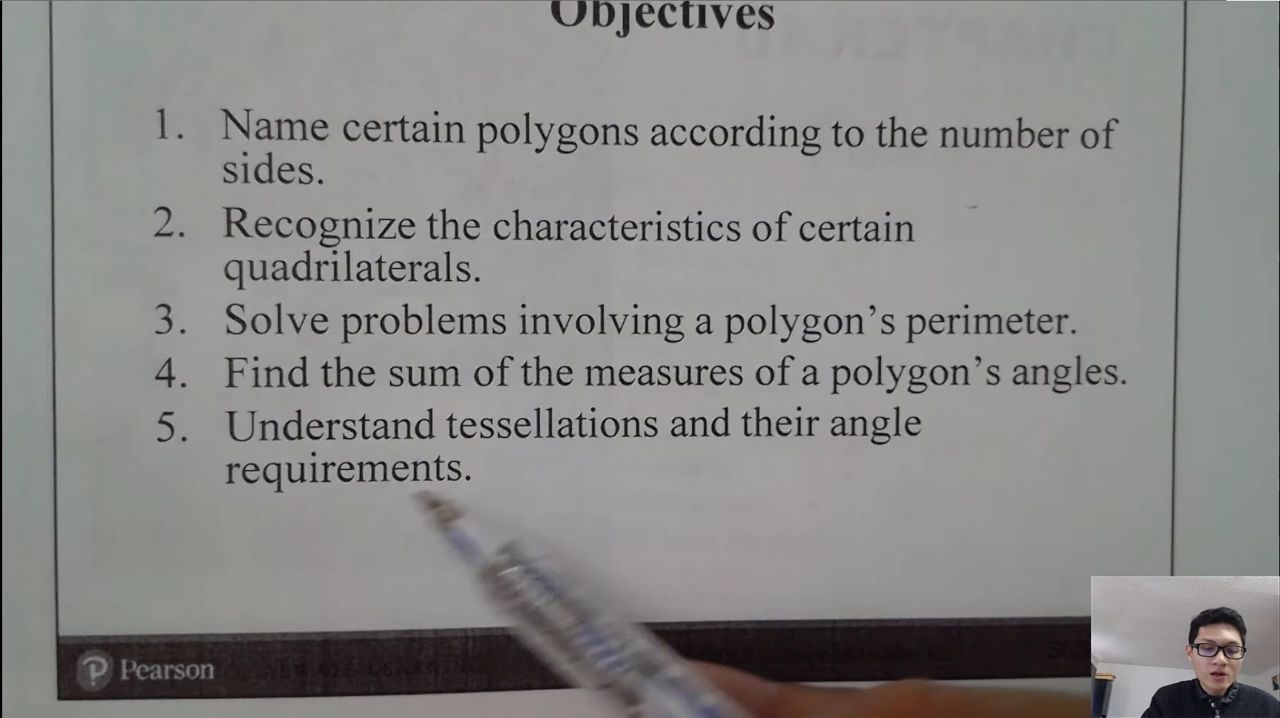 Objectives
1. Name certain polygons according to the number of
sides.
2. Recognize the characteristics of certain
quadrilaterals.
3. Solve problems involving a polygon's perimeter.
4. Find the sum of the measures of a polygon's angles.
5. Understand tessellations and their angle
requirements.
Pearson